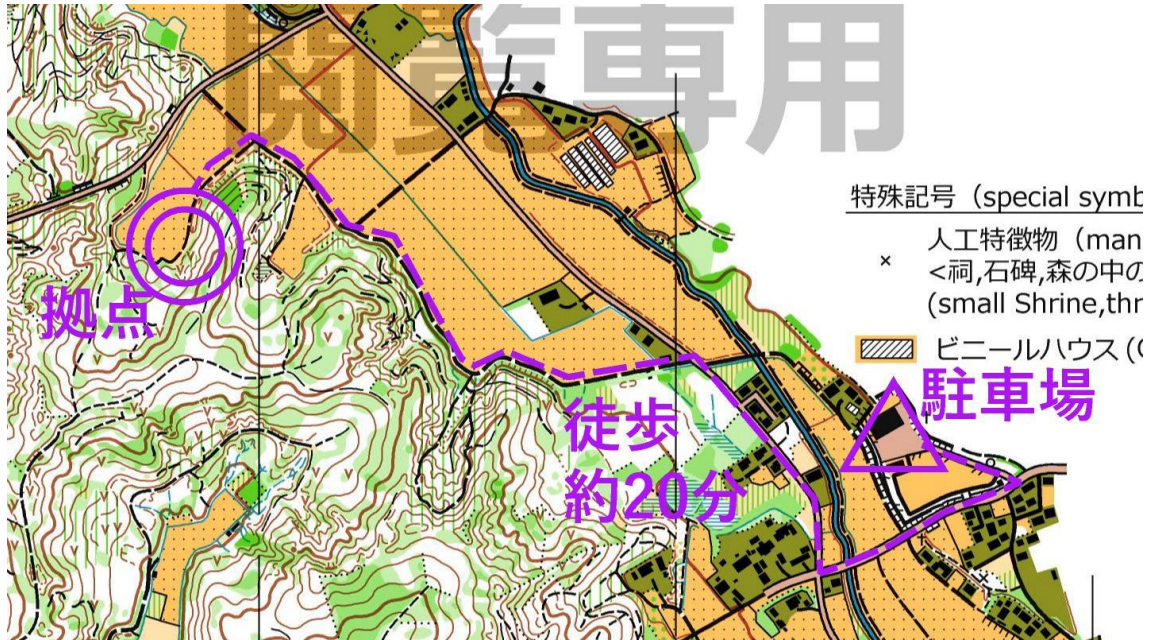 閲覧専用
特殊記号 (special symb
人工特徴物 (man
×
<祠,石碑,森の中の
(small Shrine,thr
ビニールハウス (
拠点
駐車場
徒歩
約20分